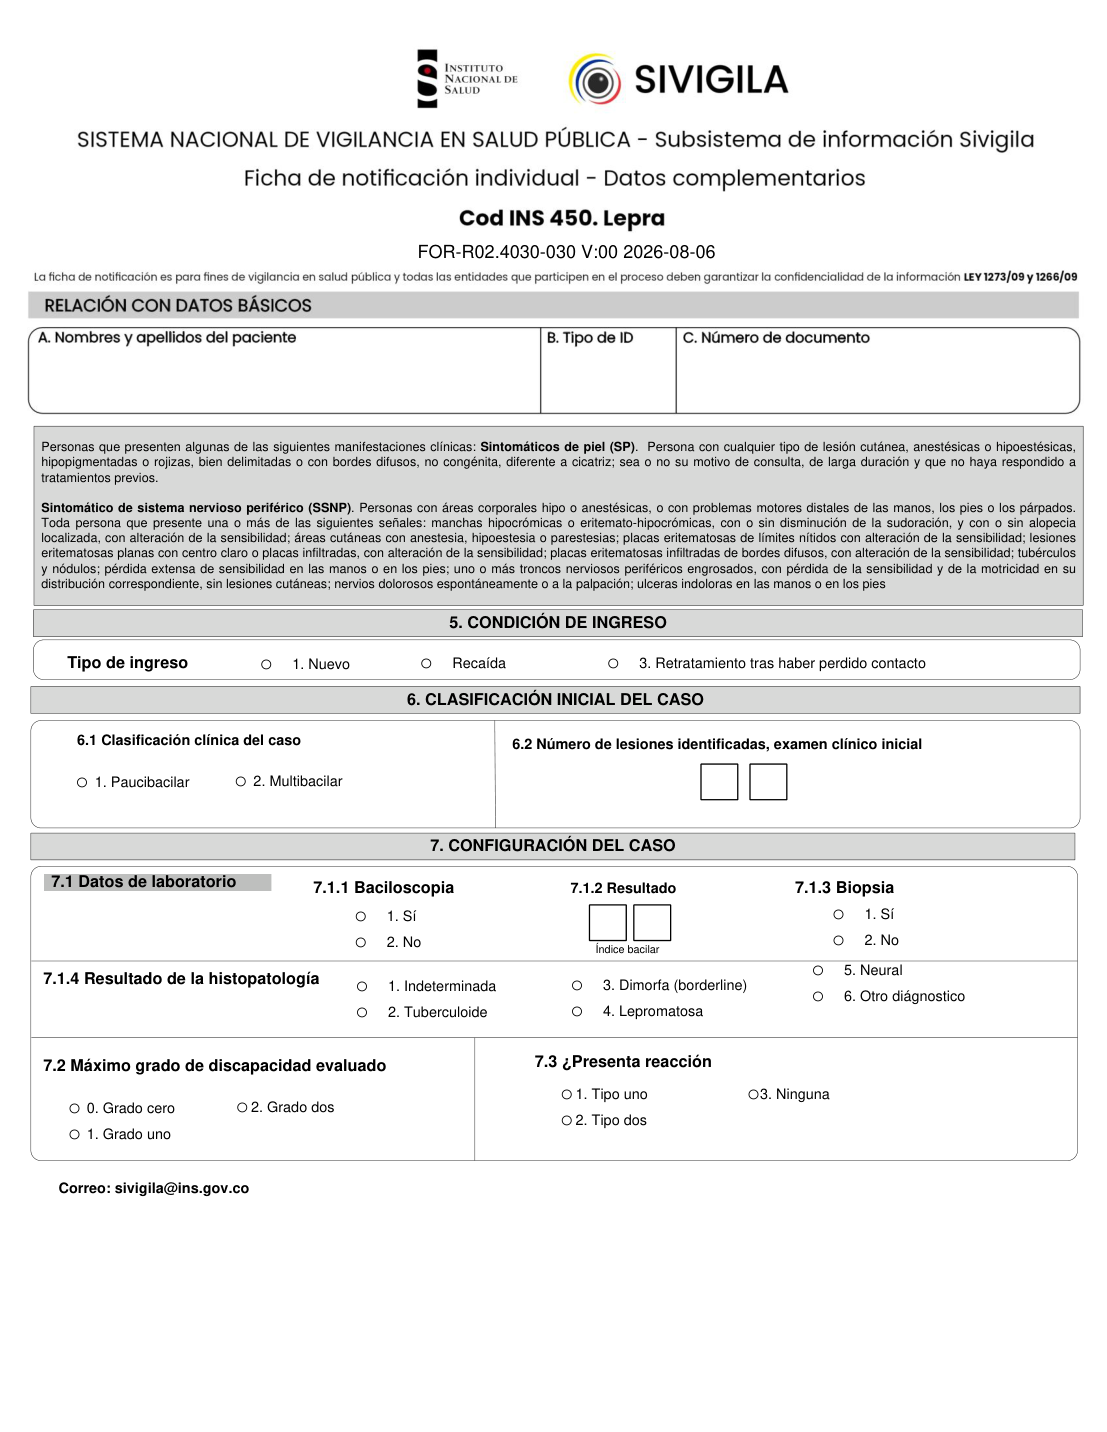 INSTITUTO
NACIONAL DE
SALUD
SIVIGILA
SISTEMA NACIONAL DE VIGILANCIA EN SALUD PÚBLICA - Subsistema de información Sivigila
Ficha de notificación individual - Datos complementarios
Cod INS 450. Lepra
FOR-R02.4030-030 V:00 2026-08-06
La ficha de notificación es para fines de vigilancia en salud pública y todas las entidades que participen en el proceso deben garantizar la confidencialidad de la información LEY 1273/09 y 1266/09
RELACIÓN CON DATOS BÁSICOS
A. Nombres y apellidos del paciente
B. Tipo de ID
C. Número de documento
Personas que presenten algunas de las siguientes manifestaciones clínicas: Sintomáticos de piel (SP). Persona con cualquier tipo de lesión cutánea, anestésicas o hipoestésicas,
hipopigmentadas o rojizas, bien delimitadas o con bordes difusos, no congénita, diferente a cicatriz; sea o no su motivo de consulta, de larga duración y que no haya respondido a
tratamientos previos.
Sintomático de sistema nervioso periférico (SSNP). Personas con áreas corporales hipo o anestésicas, o con problemas motores distales de las manos, los pies o los párpados.
Toda persona que presente una o más de las siguientes señales: manchas hipocrómicas o eritemato-hipocrómicas, con o sin disminución de la sudoración, y con o sin alopecia
localizada, con alteración de la sensibilidad; áreas cutáneas con anestesia, hipoestesia o parestesias; placas eritematosas de límites nítidos con alteración de la sensibilidad; lesiones
eritematosas planas con centro claro o placas infiltradas, con alteración de la sensibilidad; placas eritematosas infiltradas de bordes difusos, con alteración de la sensibilidad; tubérculos
y nódulos; pérdida extensa de sensibilidad en las manos o en los pies; uno o más troncos nerviosos periféricos engrosados, con pérdida de la sensibilidad y de la motricidad en su
distribución correspondiente, sin lesiones cutáneas; nervios dolorosos espontáneamente o a la palpación; ulceras indoloras en las manos o en los pies
5. CONDICIÓN DE INGRESO
Tipo de ingreso
1. Nuevo
Recaída
3. Retratamiento tras haber perdido contacto
6. CLASIFICACIÓN INICIAL DEL CASO
6.1 Clasificación clínica del caso
1. Paucibacilar
2. Multibacilar
6.2 Número de lesiones identificadas, examen clínico inicial
7. CONFIGURACIÓN DEL CASO
7.1 Datos de laboratorio
7.1.1 Baciloscopia
1. Sí
2. No
7.1.2 Resultado
Índice bacilar
7.1.3 Biopsia
1. Sí
2. No
7.1.4 Resultado de la histopatología
1. Indeterminada
2. Tuberculoide
3. Dimorfa (borderline)
4. Lepromatosa
5. Neural
6. Otro diágnostico
7.2 Máximo grado de discapacidad evaluado
0. Grado cero
2. Grado dos
1. Grado uno
7.3 ¿Presenta reacción
1. Tipo uno
3. Ninguna
2. Tipo dos
Correo: sivigila@ins.gov.co